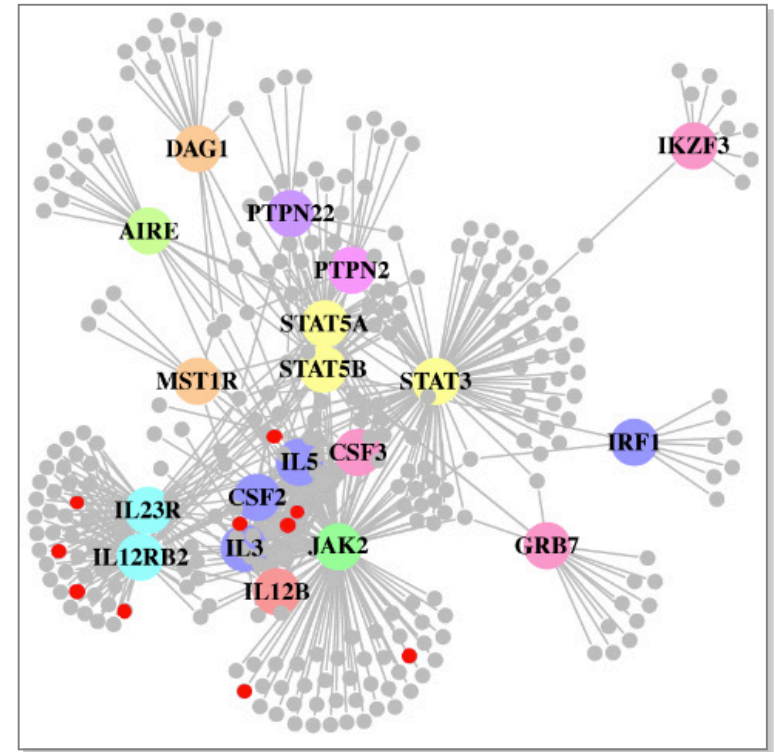 DAG1
IKZF3
PTPN22
AIRE
PTPN2
STAT5A
STAT5B
MST1R
STAT3
IRF1
CSF3
IL5
CSF2
IL23R
IL3
JAK2
GRB7
IL12RB2
IL12B